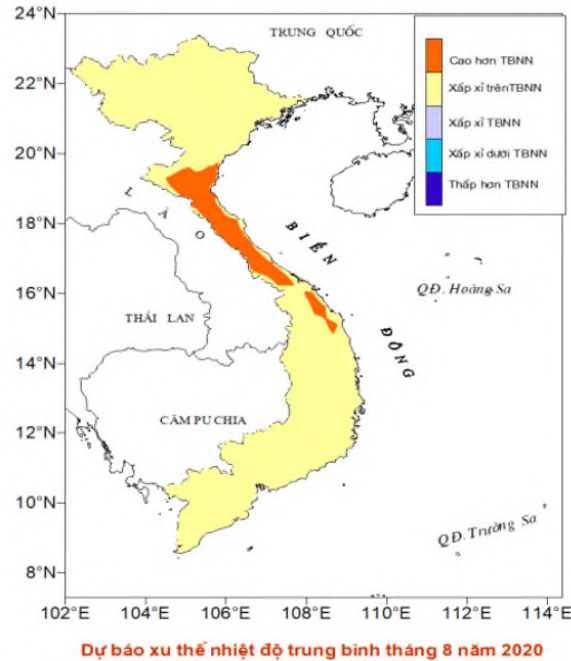 24°N
22°N
20°N
18°N
16°N
14°N
12°N
10°N
8°N
TRUNG QUỐC
Cao hơn TBNN
Xấp xỉ trênTBNN
Xấp xỉ TBNN
Xấp xỉ dưới TBNN
Thấp hơn TBNN
LÀO
BIỂN
ĐÔNG
QĐ. Hoàng Sa
THÁI LAN
CĂM PU CHIA
QĐ. Trường Sa
102°E 104°E 106°E 108°E 110°E 112°E 114°E
Dự báo xu thế nhiệt độ trung bình tháng 8 năm 2020